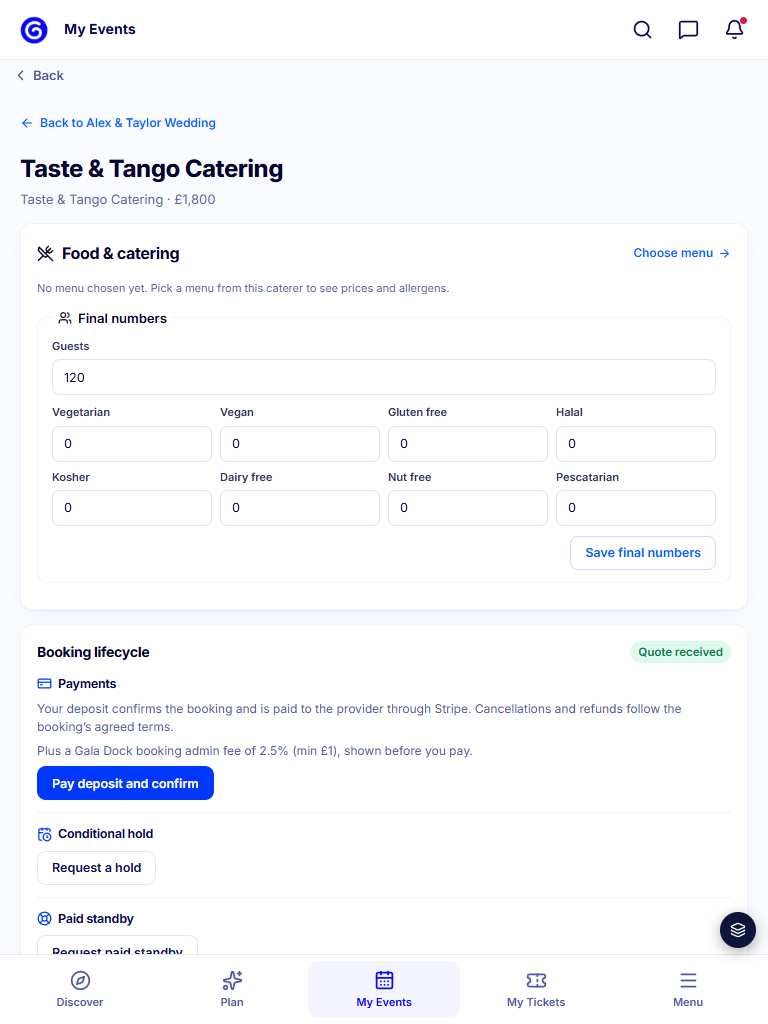 My Events
Back
Back to Alex & Taylor Wedding
Taste & Tango Catering
Taste & Tango Catering · £1,800
Food & catering
Choose menu
No menu chosen yet. Pick a menu from this caterer to see prices and allergens.
Final numbers
Guests
120
Vegetarian Vegan Gluten free Halal
0 0 0 0
Kosher Dairy free Nut free Pescatarian
0 0 0 0
Save final numbers
Booking lifecycle
Quote received
Payments
Your deposit confirms the booking and is paid to the provider through Stripe. Cancellations and refunds follow the
booking's agreed terms.
Plus a Gala Dock booking admin fee of 2.5% (min £1), shown before you pay.
Pay deposit and confirm
Conditional hold
Request a hold
Paid standby
Request paid standby
Discover Plan My Events My Tickets Menu